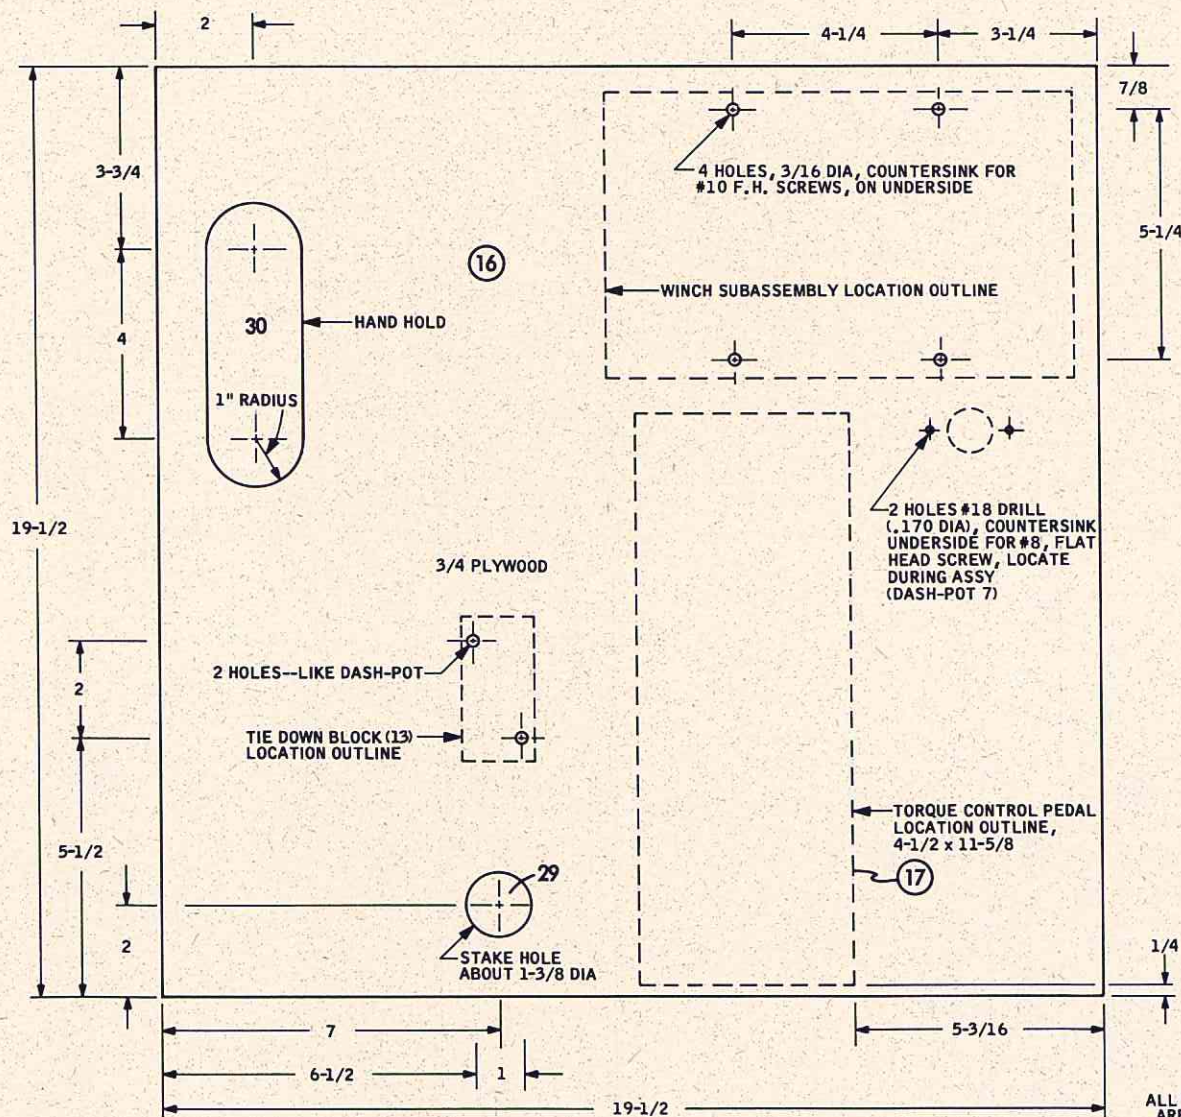 2
4-1/4
3-1/4
7/8
3-3/4
4 HOLES, 3/16 DIA, COUNTERSINK FOR
#10 F.H. SCREWS, ON UNDERSIDE
5-1/4
16
WINCH SUBASSEMBLY LOCATION OUTLINE
30
HAND HOLD
4
1" RADIUS
19-1/2
2 HOLES #18 DRILL
(.170 DIA), COUNTERSINK
UNDERSIDE FOR #8, FLAT
HEAD SCREW, LOCATE
DURING ASSY
(DASH-POT 7)
3/4 PLYWOOD
2 HOLES--LIKE DASH-POT
2
TIE DOWN BLOCK (13)
LOCATION OUTLINE
TORQUE CONTROL PEDAL
LOCATION OUTLINE,
4-1/2 x 11-5/8
5-1/2
29
17
2
STAKE HOLE
ABOUT 1-3/8 DIA
1/4
7
5-3/16
6-1/2
1
19-1/2
ALL